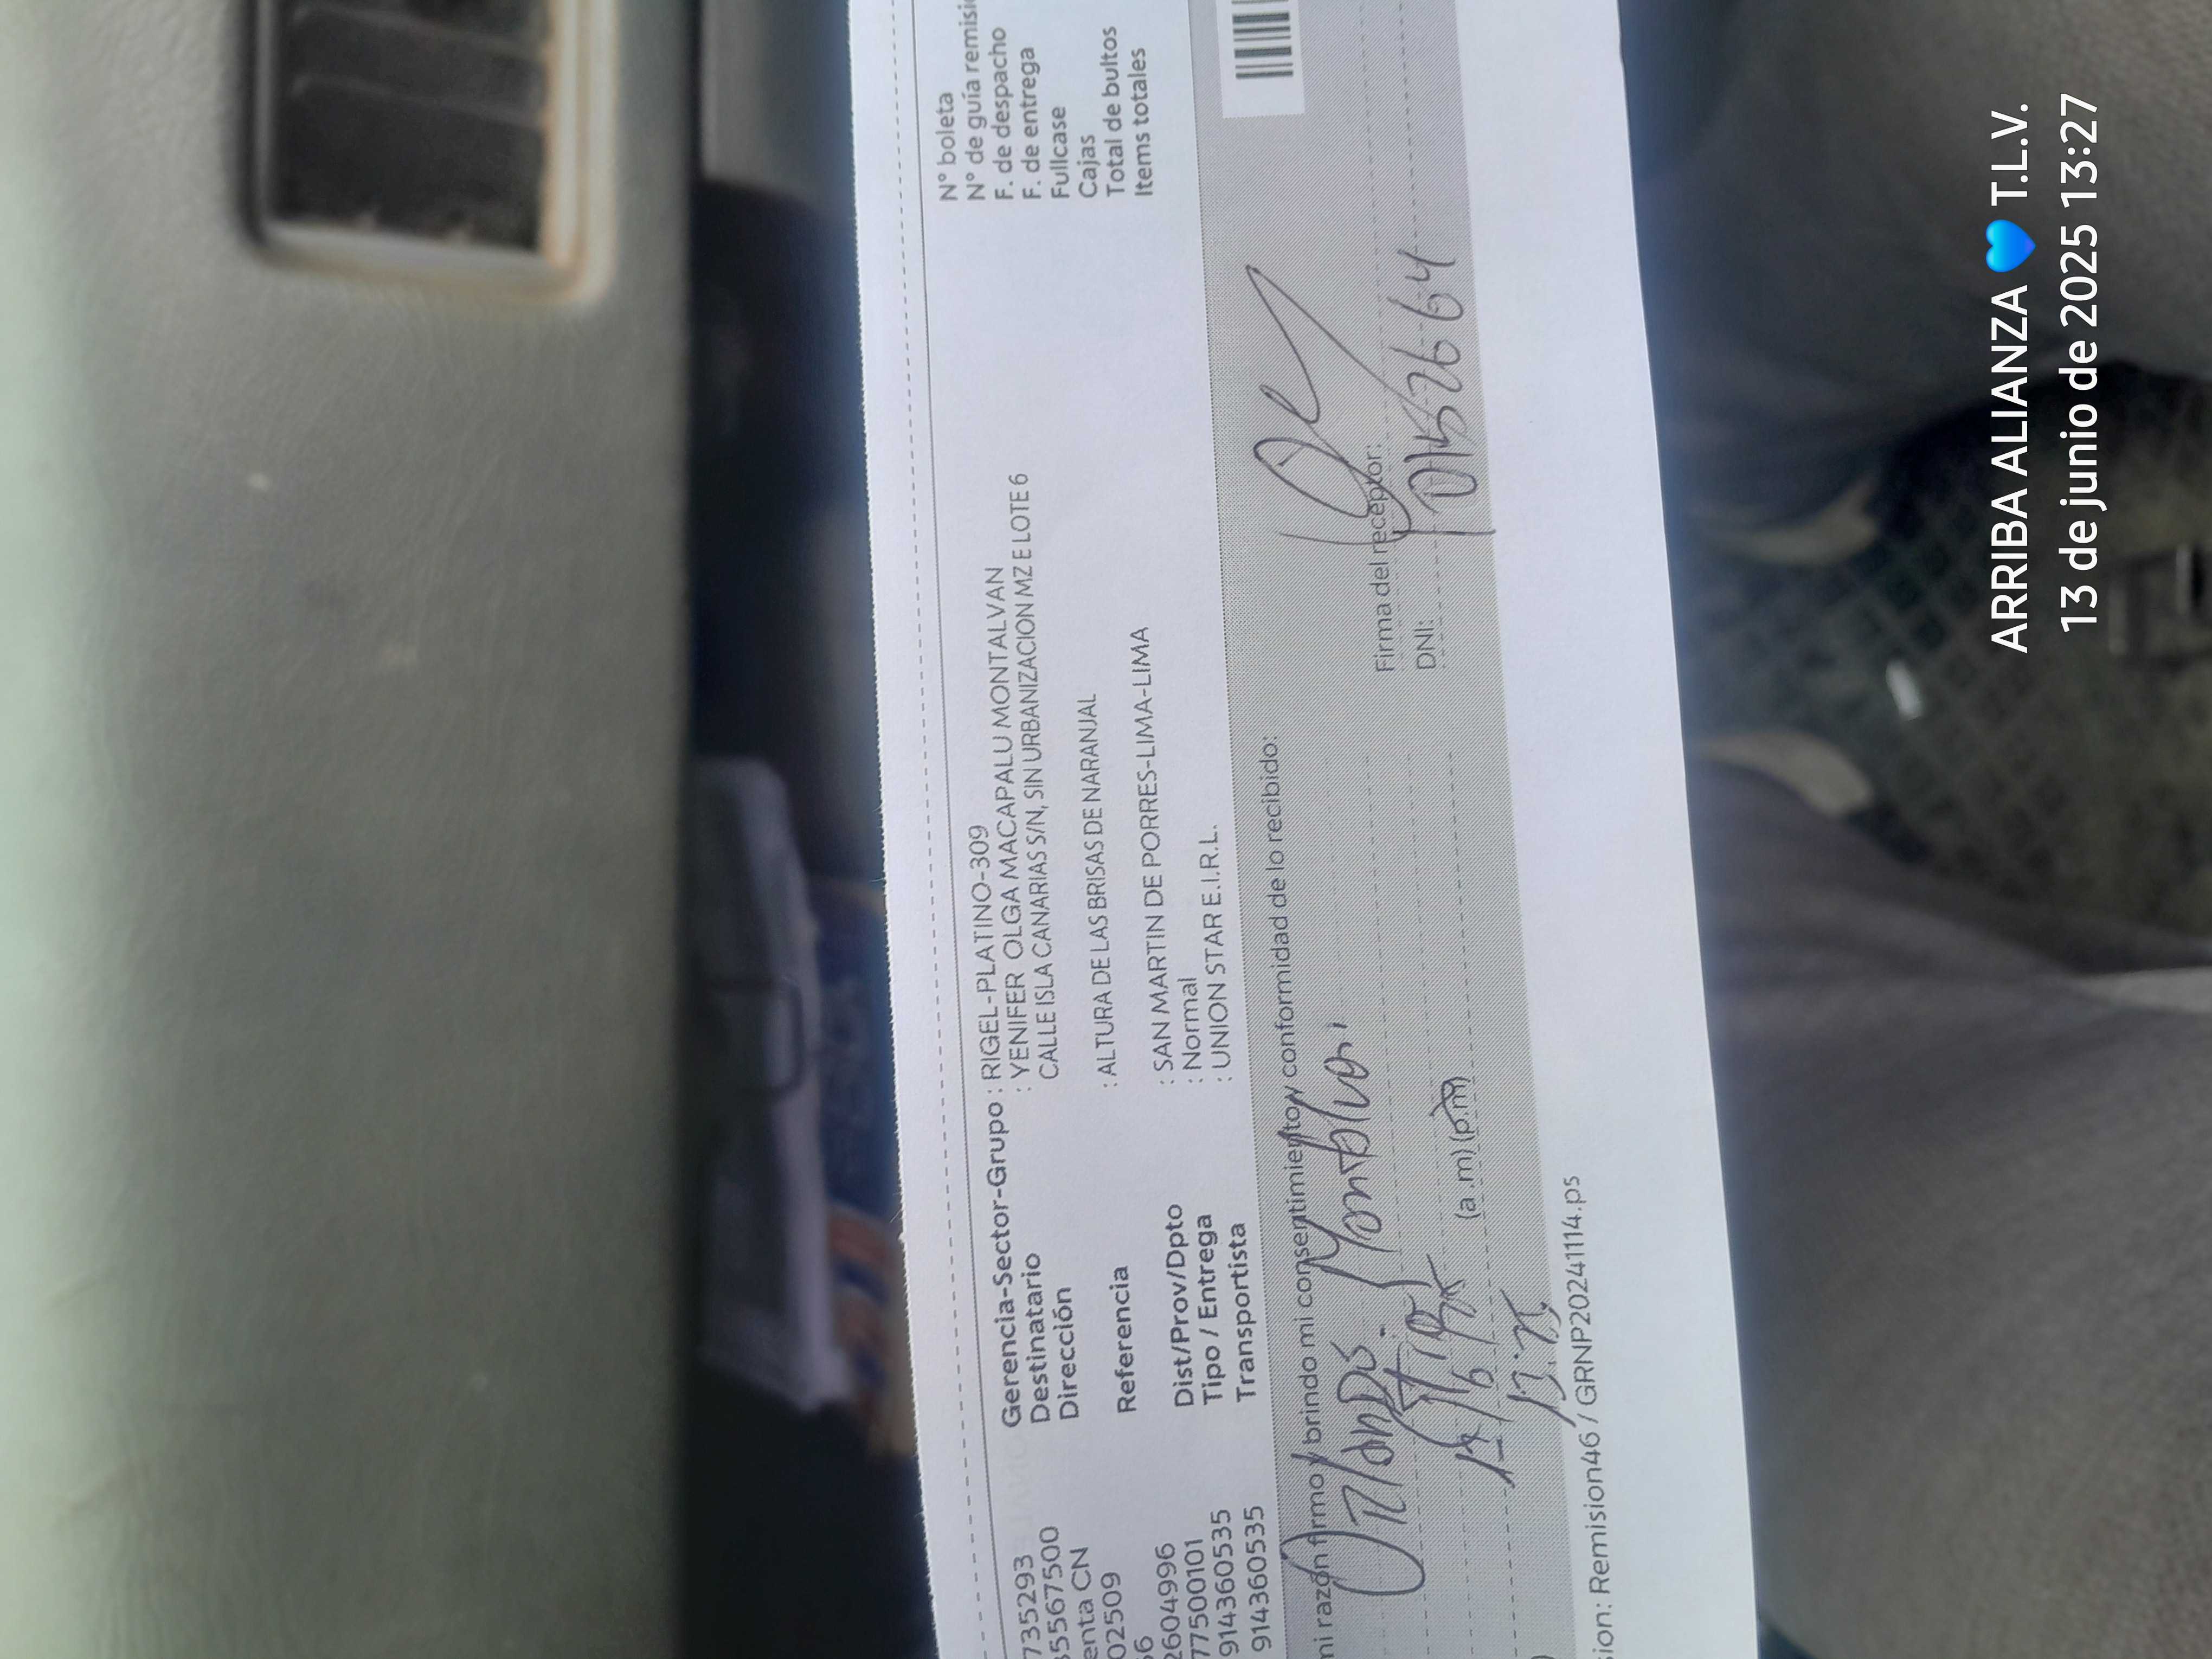 N° boleta
N° de guía remisi
F. de despacho
F. de entrega
Fullcase
Cajas
Total de bultos
Items totales
Gerencia-Sector-Grupo : RIGEL-PLATINO-309
Destinatario : YENIFER OLGA MACAPALU MONTALVAN
Dirección CALLE ISLA CANARIAS S/N, SIN URBANIZACION MZ E LOTE 6
Referencia : ALTURA DE LAS BRISAS DE NARANJAL
Dist/Prov/Dpto : SAN MARTIN DE PORRES-LIMA-LIMA
Tipo / Entrega : Normal
Transportista : UNION STAR E.I.R.L.
735293
35567500
enta CN
02509
56
2604996
77500101
914360535
914360535
mi razón firmo y brindo mi consentimiento y conformidad de lo recibido:
Orlando Montalvan
(a.m) (p.m)
Firma del receptor:
DNI:
sion: Remision46 / GRNP20241114.ps
ARRIBA ALIANZA 💙 T.L.V.
13 de junio de 2025 13:27